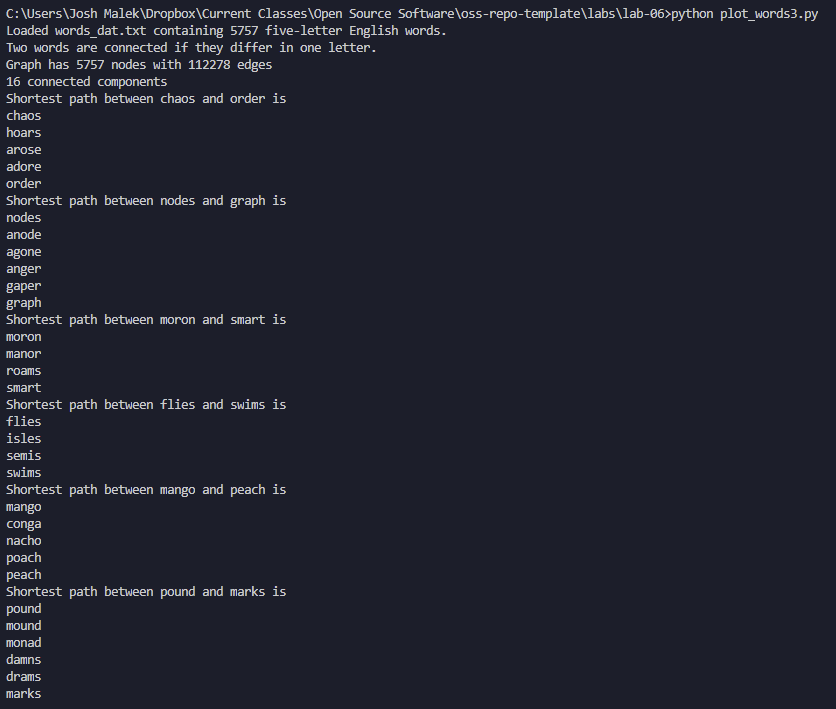 C:\Users\Josh Malek\Dropbox\Current Classes\Open Source Software\oss-repo-template\labs\lab-06>python plot_words3.py
Loaded words_dat.txt containing 5757 five-letter English words.
Two words are connected if they differ in one letter.
Graph has 5757 nodes with 112278 edges
16 connected components
Shortest path between chaos and order is
chaos
hoars
arose
adore
order
Shortest path between nodes and graph is
nodes
anode
agone
anger
gaper
graph
Shortest path between moron and smart is
moron
manor
roams
smart
Shortest path between flies and swims is
flies
isles
semis
swims
Shortest path between mango and peach is
mango
conga
nacho
poach
peach
Shortest path between pound and marks is
pound
mound
monad
damns
drams
marks